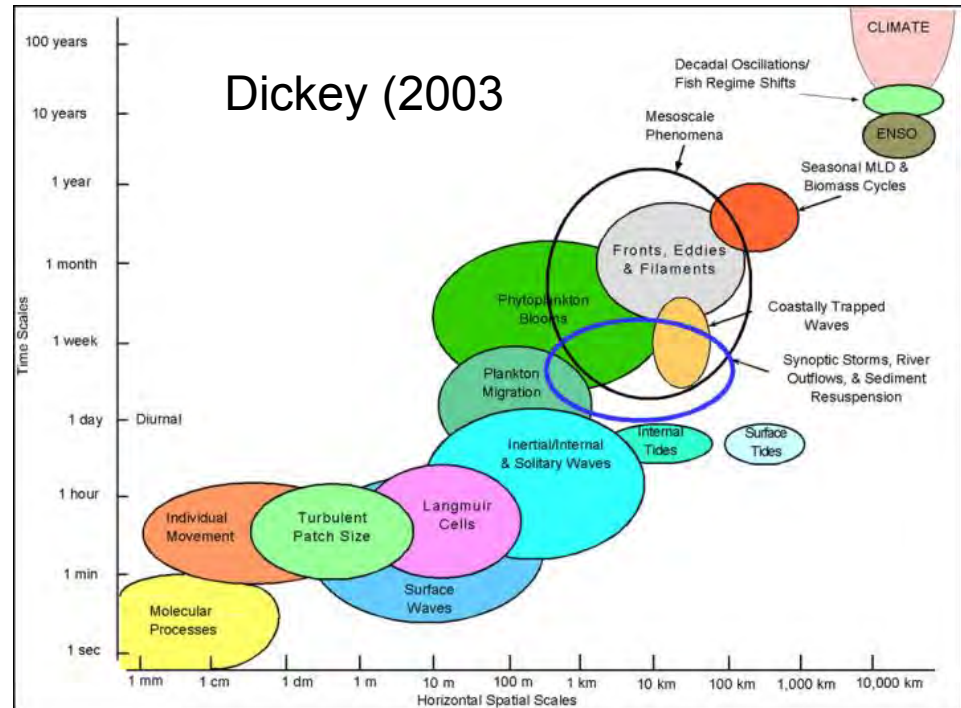 Dickey (2003
100 years
10 years
1 year
1 month
1 week
1 day
1 hour
1 min
1 sec
Time Scales
Diurnal
CLIMATE
Decadal Oscillations/
Fish Regime Shifts
ENSO
Mesoscale
Phenomena
Seasonal MLD &
Biomass Cycles
Fronts, Eddies
& Filaments
Phytoplankton
Blooms
Coastally Trapped
Waves
Synoptic Storms, River
Outflows, & Sediment
Resuspension
Plankton
Migration
Internal
Tides
Surface
Tides
Inertial/Internal
& Solitary Waves
Individual
Movement
Turbulent
Patch Size
Langmuir
Cells
Surface
Waves
Molecular
Processes
1 mm
1 cm
1 dm
1 m
10 m
100 m
1 km
10 km
100 km
1,000 km
10,000 km
Horizontal Spatial Scales